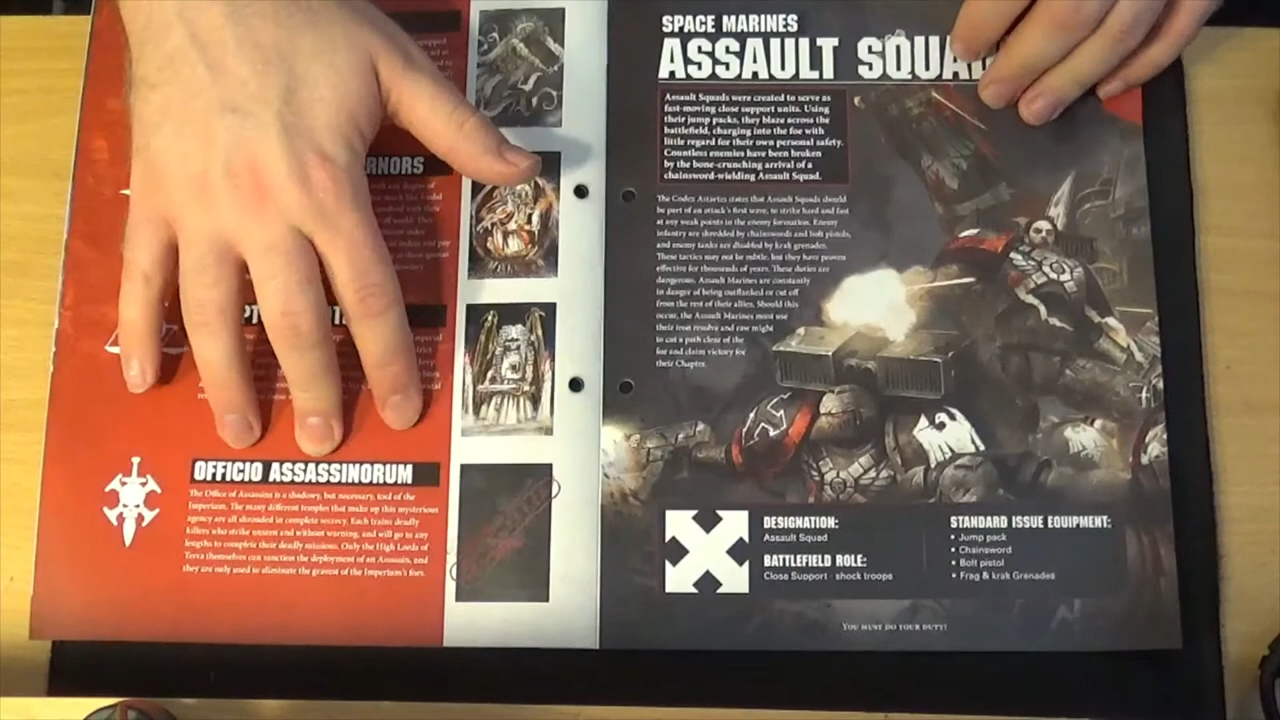 RNORS
OFFICIO ASSASSINORUM
The Office of Assassins is a shadowy, but necessary, tool of the
Imperium. The many different temples that make up this mysterious
agency are all shrouded in complete secrecy. Each trains deadly
killers who strike unseen and without warning, and will go to any
lengths to complete their deadly missions. Only the High Lords of
Terra themselves can sanction the deployment of an Assassin, and
they are only used to eliminate the gravest of the Imperium's foes.
SPACE MARINES
ASSAULT SQUA
Assault Squads were created to serve as
fast-moving close support units. Using
their jump packs, they blaze across the
battlefield, charging into the foe with
little regard for their own personal safety.
Countless enemies have been broken
by the bone-crunching arrival of a
chainsword-wielding Assault Squad.
The Codex Astartes states that Assault Squads should
be part of an attack's first wave, to strike hard and fast
at any weak points in the enemy formation. Enemy
infantry are shredded by chainswords and bolt pistols,
and enemy tanks are disabled by krak grenades.
These tactics may not be subtle, but they have proven
effective for thousands of years. These duties are
dangerous. Assault Marines are constantly
in danger of being outflanked or cut off
from the rest of their allies. Should this
occur, the Assault Marines must use
their iron resolve and raw might
to cut a path clear of the
foe and claim victory for
their Chapter.
DESIGNATION:
Assault Squad
BATTLEFIELD ROLE:
Close Support - shock troops
STANDARD ISSUE EQUIPMENT:
• Jump pack
• Chainsword
• Bolt pistol
• Frag & krak Grenades
YOU MUST DO YOUR DUTY!